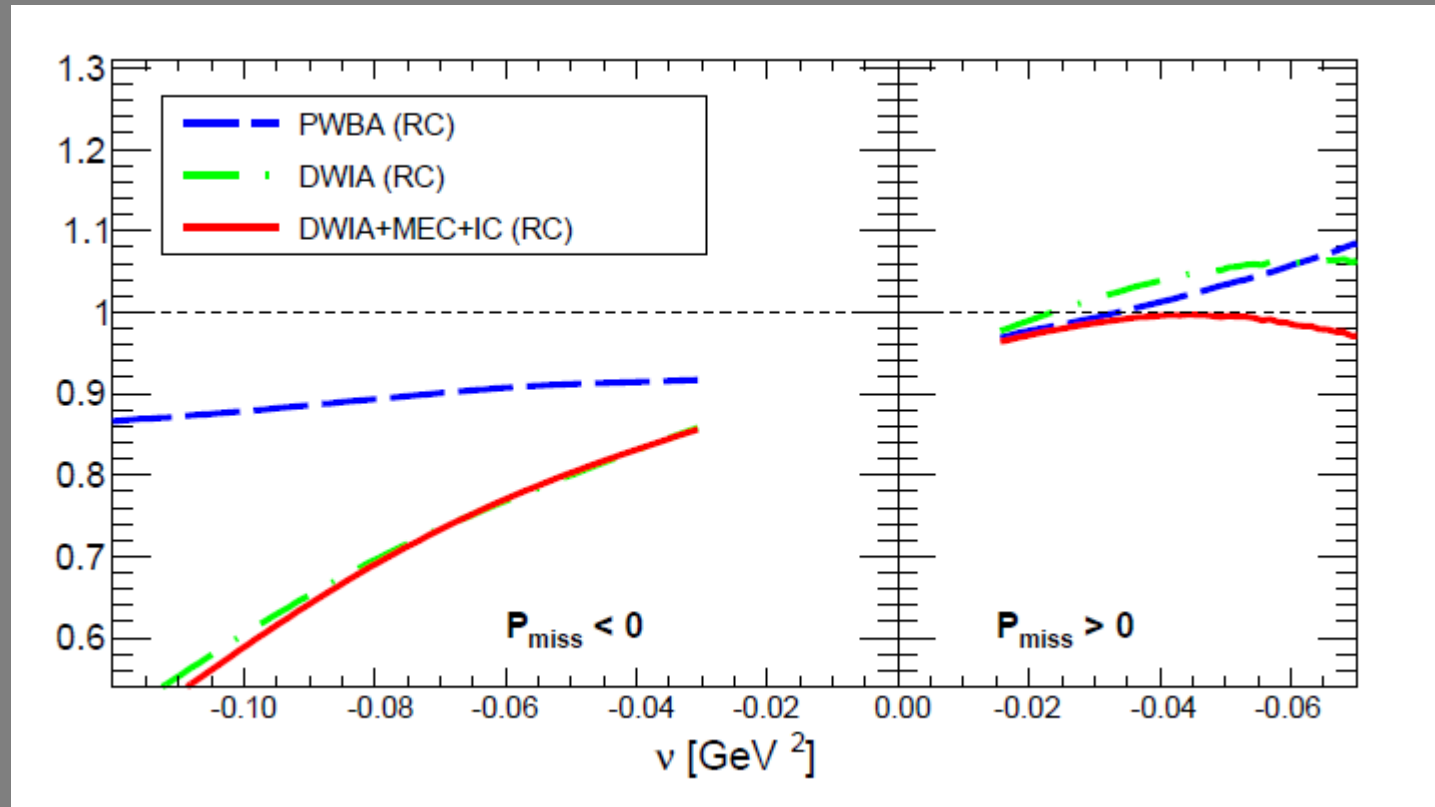 1.3
1.2
1.1
1
0.9
0.8
0.7
0.6
PWBA (RC)
DWIA (RC)
DWIA+MEC+IC (RC)
P_miss < 0
P_miss > 0
-0.10 -0.08 -0.06 -0.04 -0.02 0.00 -0.02 -0.04 -0.06
ν [GeV ²]